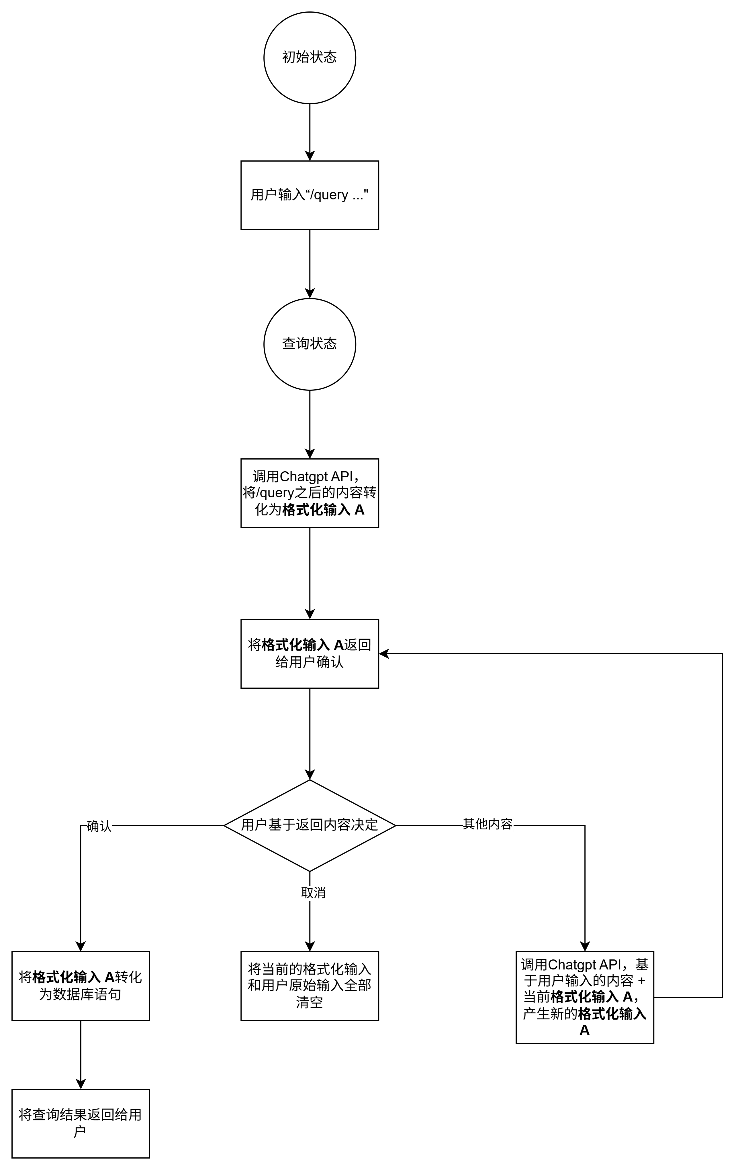 初始状态
用户输入“/query ..."
查询状态
调用Chatgpt API，
将/query之后的内容转
化为格式化输入 A
将格式化输入 A返回
给用户确认
用户基于返回内容决定
确认
其他内容
取消
将格式化输入 A转化
为数据库语句
将当前的格式化输入
和用户原始输入全部
清空
调用Chatgpt API，基
于用户输入的内容 +
当前格式化输入 A，
产生新的格式化输入
A
将查询结果返回给用
户